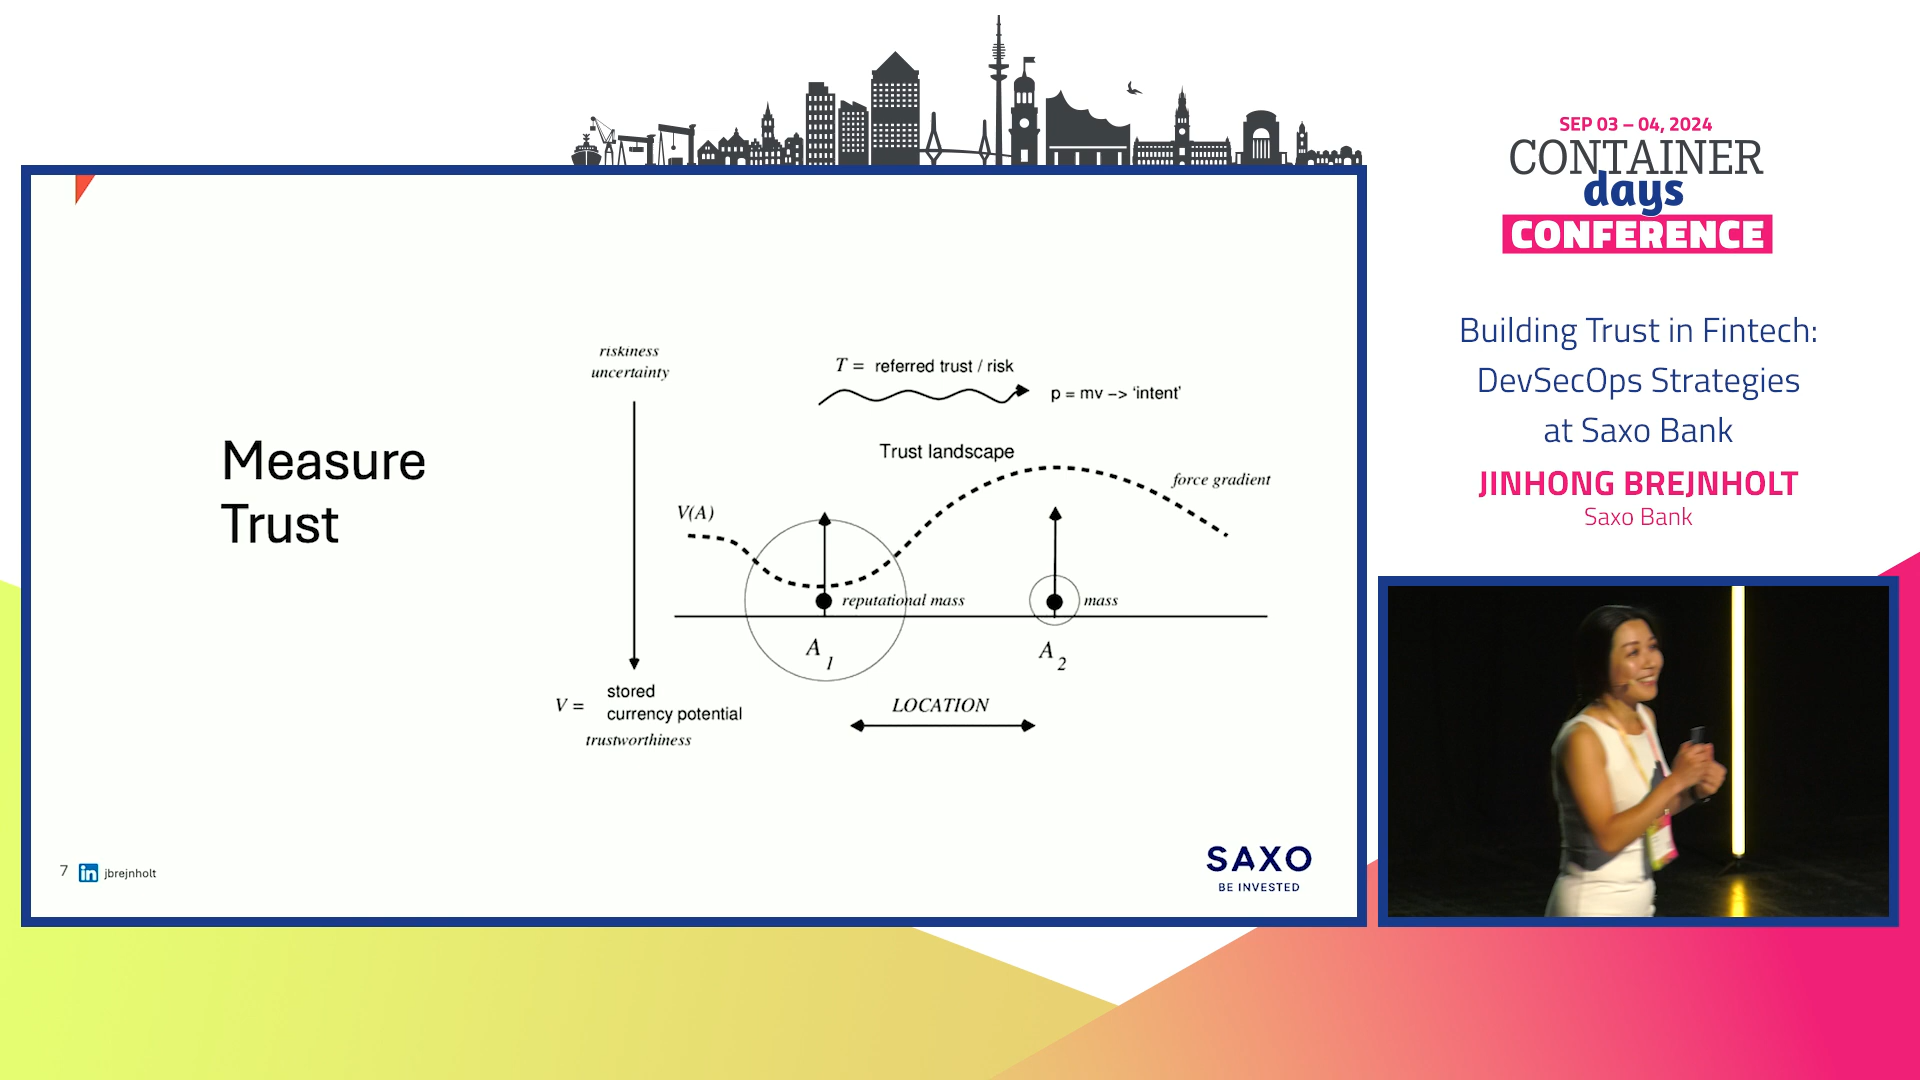 SEP 03 – 04, 2024
CONTAINER
days
CONFERENCE
Building Trust in Fintech:
DevSecOps Strategies
at Saxo Bank
JINHONG BREJNHOLT
Saxo Bank
Measure
Trust
riskiness
uncertainty
T = referred trust / risk
p = mv –> ‘intent’
Trust landscape
force gradient
V(A)
reputational mass
mass
A 1
A 2
LOCATION
V = stored
currency potential
trustworthiness
7 in jbrejnholt
SAXO
BE INVESTED